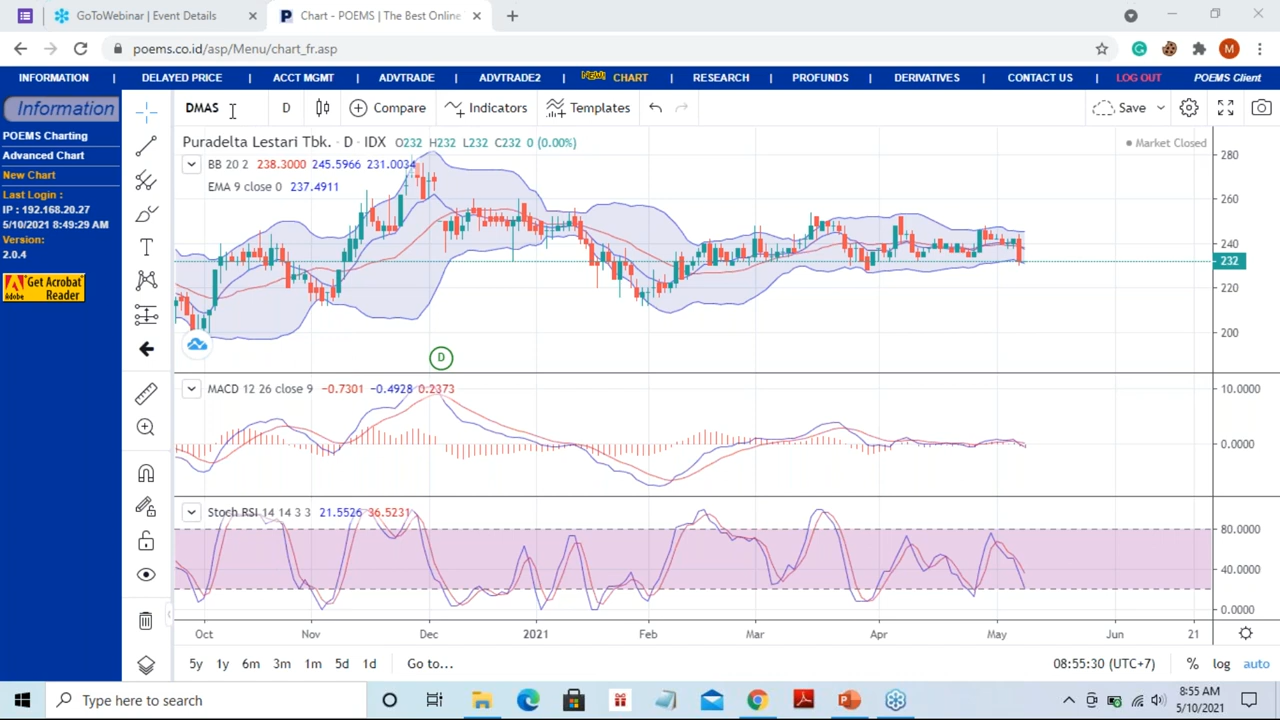 GoToWebinar | Event Details
Chart - POEMS | The Best Online
poems.co.id/asp/Menu/chart_fr.asp
M
INFORMATION | DELAYED PRICE | ACCT MGMT | ADVTRADE | ADVTRADE2 | NEW! CHART | RESEARCH | PROFUNDS | DERIVATIVES | CONTACT US | LOG OUT POEMS Client
Information
POEMS Charting
Advanced Chart
New Chart
Last Login :
IP : 192.168.20.27
5/10/2021 8:49:29 AM
Version:
2.0.4
Get Acrobat
Reader
Adobe
DMAS D Compare Indicators Templates Save
Puradelta Lestari Tbk. · D · IDX O232 H232 L232 C232 0 (0.00%)
Market Closed
BB 20 2 238.3000 245.5966 231.0034
EMA 9 close 0 237.4911
280
260
240
232
220
200
D
MACD 12 26 close 9 −0.7301 −0.4928 0.2373
10.0000
0.0000
Stoch RSI 14 14 3 3 21.5526 36.5231
80.0000
40.0000
0.0000
Oct Nov Dec 2021 Feb Mar Apr May Jun 21
5y 1y 6m 3m 1m 5d 1d Go to... 08:55:30 (UTC+7) % log auto
Type here to search
8:55 AM
5/10/2021